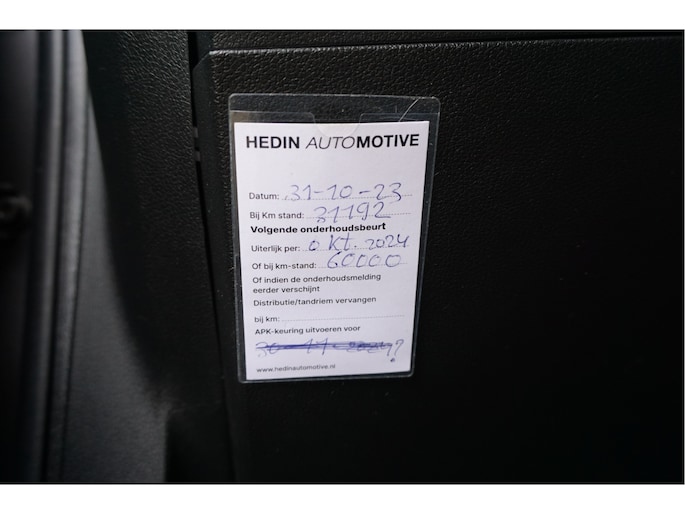 HEDIN AUTOMOTIVE
Datum: 31-10-23
Bij Km stand: 31192
Volgende onderhoudsbeurt
Uiterlijk per: okt. 2024
Of bij km-stand: 60000
Of indien de onderhoudsmelding
eerder verschijnt
Distributie/tandriem vervangen
bij km:
APK-keuring uitvoeren voor
?
www.hedinautomotive.nl